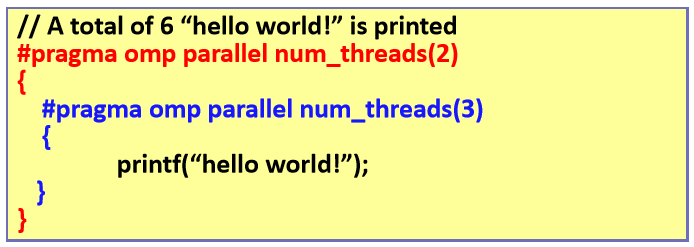 // A total of 6 “hello world!” is printed
#pragma omp parallel num_threads(2)
{
#pragma omp parallel num_threads(3)
{
printf(“hello world!”);
}
}